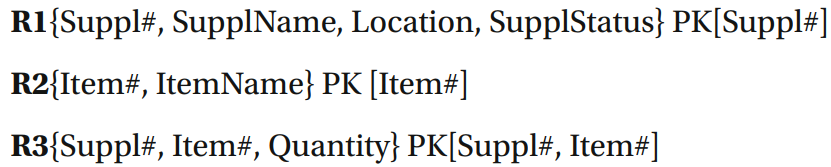 R1{Suppl#, SupplName, Location, SupplStatus} PK[Suppl#]
R2{Item#, ItemName} PK [Item#]
R3{Suppl#, Item#, Quantity} PK[Suppl#, Item#]